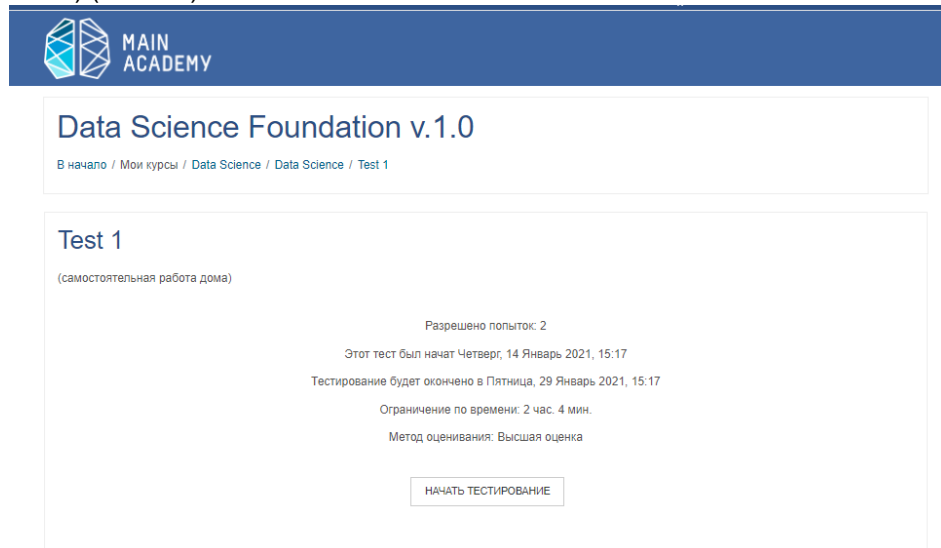 MAIN
ACADEMY
Data Science Foundation v.1.0
В начало / Мои курсы / Data Science / Data Science / Test 1
Test 1
(самостоятельная работа дома)
Разрешено попыток: 2
Этот тест был начат Четверг, 14 Январь 2021, 15:17
Тестирование будет окончено в Пятница, 29 Январь 2021, 15:17
Ограничение по времени: 2 час. 4 мин.
Метод оценивания: Высшая оценка
НАЧАТЬ ТЕСТИРОВАНИЕ